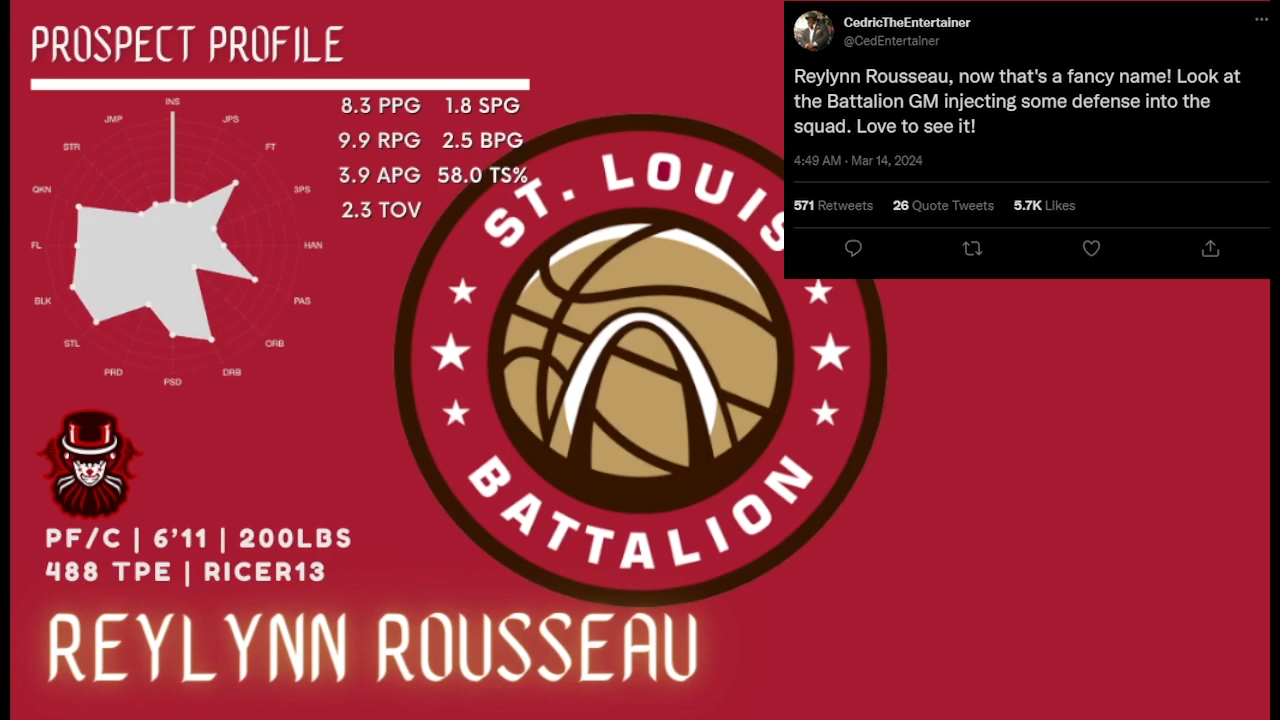 PROSPECT PROFILE
INS
JMP
JPS
STR
FT
QKN
3PS
FL
HAN
BLK
PAS
STL
ORB
PRD
DRB
PSD
8.3 PPG 1.8 SPG
9.9 RPG 2.5 BPG
3.9 APG 58.0 TS%
2.3 TOV
ST. LOUIS
BATTALION
CedricTheEntertainer
@CedEntertainer
Reylynn Rousseau, now that's a fancy name! Look at
the Battalion GM injecting some defense into the
squad. Love to see it!
4:49 AM · Mar 14, 2024
571 Retweets 26 Quote Tweets 5.7K Likes
PF/C | 6'11 | 200LBS
488 TPE | RICER13
REYLYNN ROUSSEAU